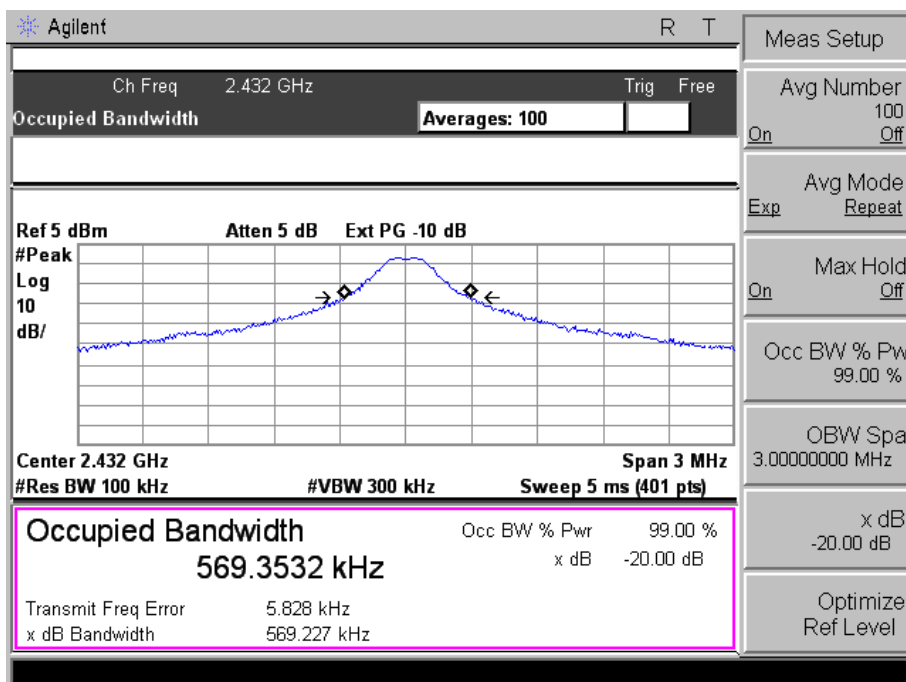 Agilent R T
Ch Freq 2.432 GHz Trig Free
Occupied Bandwidth Averages: 100
Ref 5 dBm Atten 5 dB Ext PG -10 dB
#Peak
Log
10
dB/
Center 2.432 GHz Span 3 MHz
#Res BW 100 kHz #VBW 300 kHz Sweep 5 ms (401 pts)
Occupied Bandwidth Occ BW % Pwr 99.00 %
569.3532 kHz x dB -20.00 dB
Transmit Freq Error 5.828 kHz
x dB Bandwidth 569.227 kHz
Meas Setup
Avg Number
100
On Off
Avg Mode
Exp Repeat
Max Hold
On Off
Occ BW % Pw
99.00 %
OBW Spa
3.00000000 MHz
x dB
-20.00 dB
Optimize
Ref Level